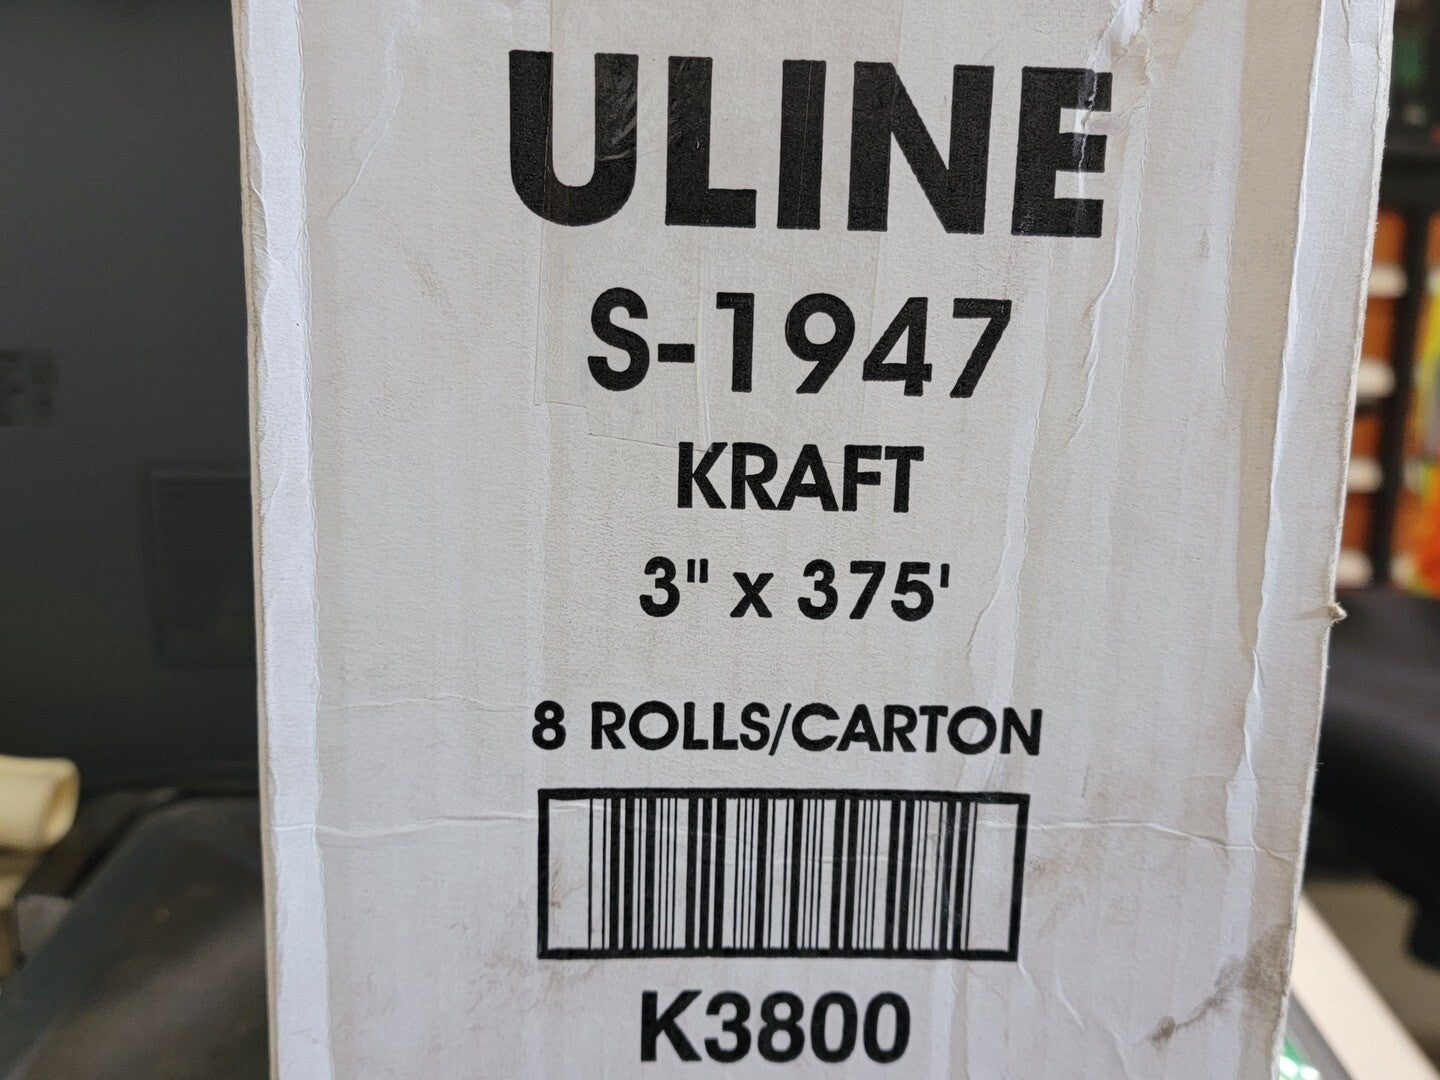 ULINE
S-1947
KRAFT
3" x 375'
8 ROLLS/CARTON
K3800